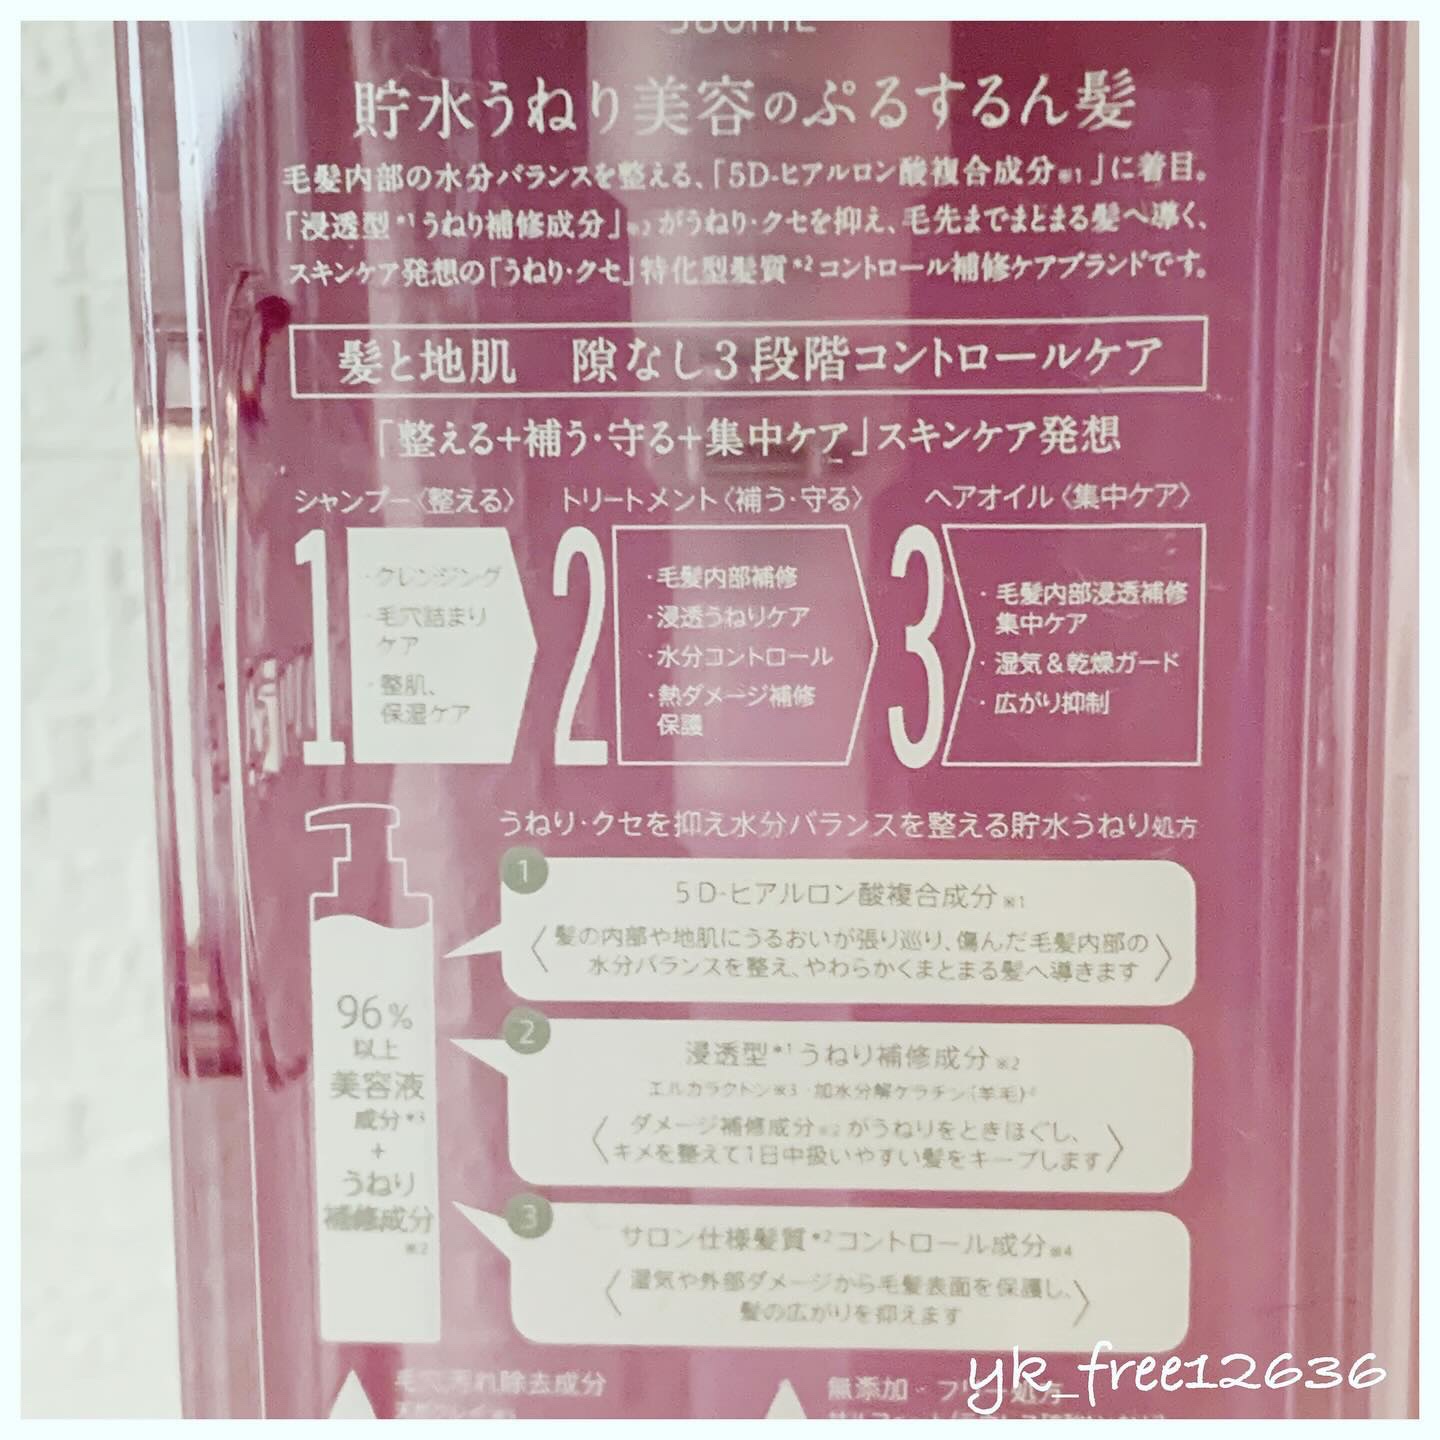 貯水うねり美容のぷるするん髪
毛髪内部の水分バランスを整える、「5D-ヒアルロン酸複合成分※1」に着目。
「浸透型*1うねり補修成分」※2がうねり・クセを抑え、毛先までまとまる髪へ導く、
スキンケア発想の「うねり・クセ」特化型髪質*2コントロール補修ケアブランドです。
髪と地肌 隙なし3段階コントロールケア
「整える+補う・守る+集中ケア」スキンケア発想
シャンプー〈整える〉
1
・クレンジング
・毛穴詰まり
ケア
・整肌、
保湿ケア
トリートメント〈補う・守る〉
2
・毛髪内部補修
・浸透うねりケア
・水分コントロール
・熱ダメージ補修
保護
ヘアオイル〈集中ケア〉
3
・毛髪内部浸透補修
集中ケア
・湿気&乾燥ガード
・広がり抑制
うねり・クセを抑え水分バランスを整える貯水うねり処方
96%
以上
美容液
成分*3
+
うねり
補修成分
※2
1
5D-ヒアルロン酸複合成分※1
〈髪の内部や地肌にうるおいが張り巡り、傷んだ毛髪内部の
水分バランスを整え、やわらかくまとまる髪へ導きます〉
2
浸透型*1うねり補修成分※2
エルカラクトン※3・加水分解ケラチン(羊毛)
〈ダメージ補修成分※2がうねりをときほぐし、
キメを整えて1日中扱いやすい髪をキープします〉
3
サロン仕様髪質*2コントロール成分※4
〈湿気や外部ダメージから毛髪表面を保護し、
髪の広がりを抑えます〉
毛穴汚れ除去成分
無添加・フリー処方
yk_free12636